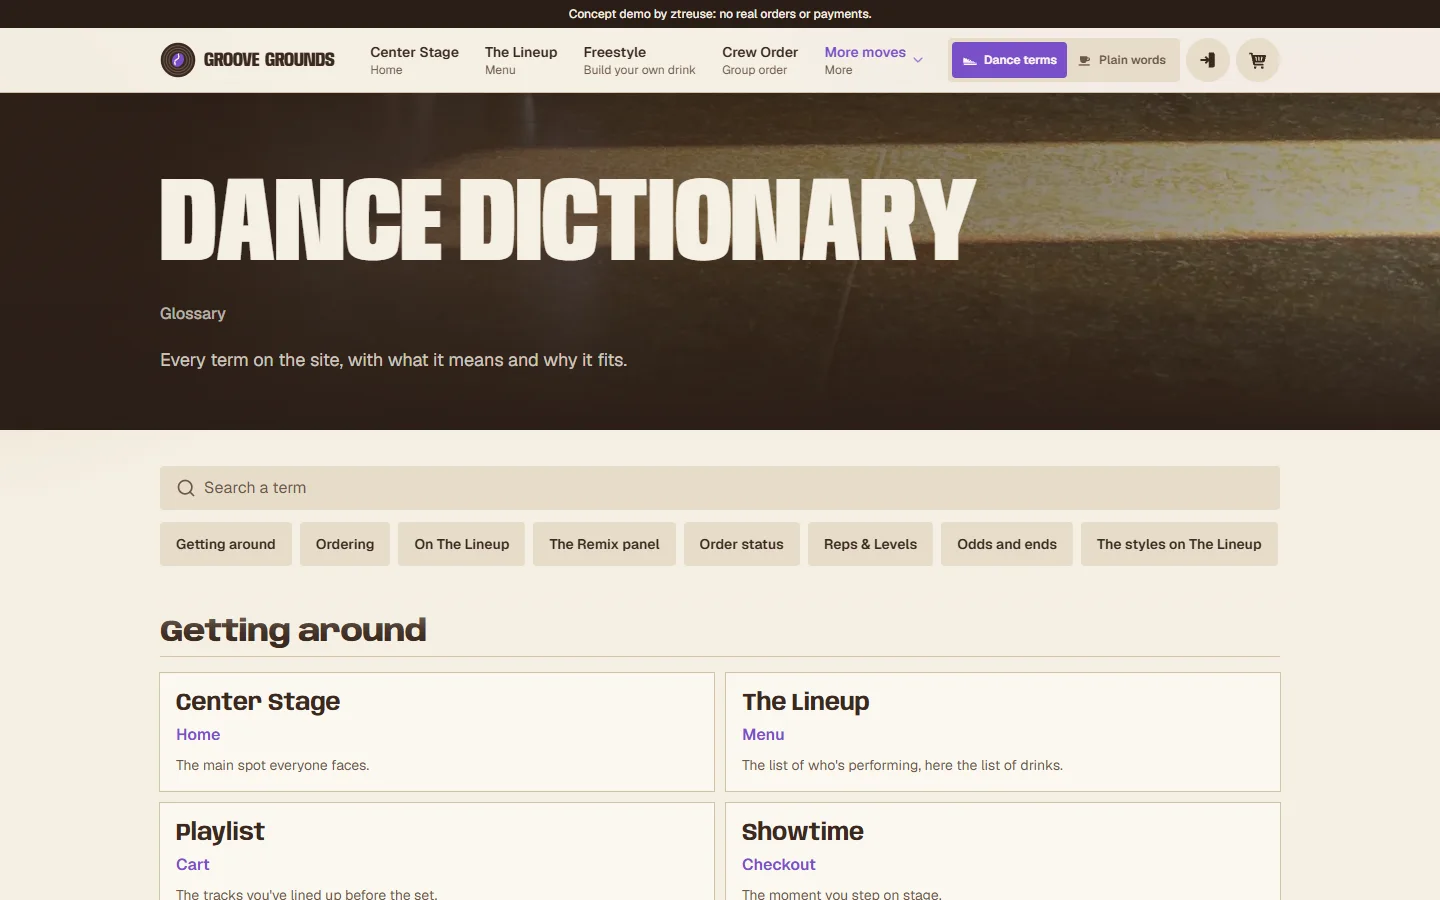 Concept demo by ztreuse: no real orders or payments.
GROOVE GROUNDS
Center Stage
Home
The Lineup
Menu
Freestyle
Build your own drink
Crew Order
Group order
More moves
More
Dance terms
Plain words
DANCE DICTIONARY
Glossary
Every term on the site, with what it means and why it fits.
Search a term
Getting around
Ordering
On The Lineup
The Remix panel
Order status
Reps & Levels
Odds and ends
The styles on The Lineup
Getting around
Center Stage
Home
The main spot everyone faces.
The Lineup
Menu
The list of who's performing, here the list of drinks.
Playlist
Cart
The tracks you've lined up before the set.
Showtime
Checkout
The moment you step on stage.